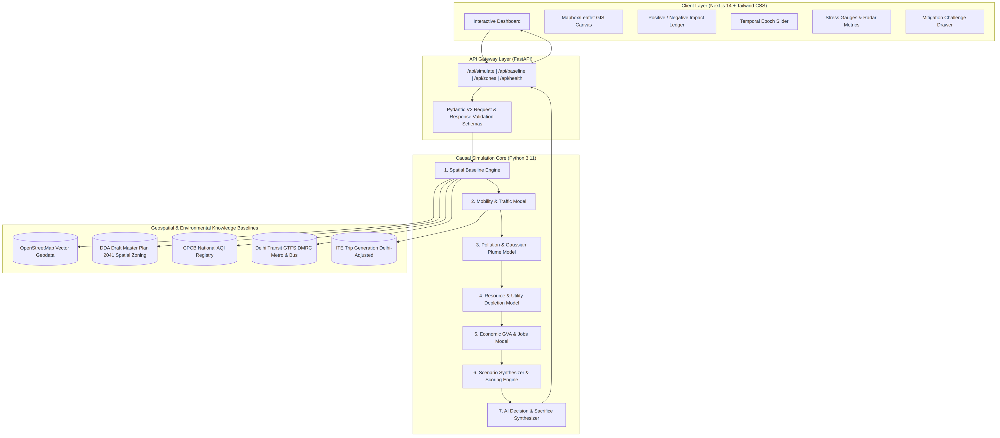 Client Layer (Next.js 14 + Tailwind CSS)
Interactive Dashboard
Mapbox/Leaflet GIS
Canvas
Positive / Negative Impact
Ledger
Temporal Epoch Slider
Stress Gauges & Radar
Metrics
Mitigation Challenge
Drawer
API Gateway Layer (FastAPI)
/api/simulate | /api/baseline
| /api/zones | /api/health
Pydantic V2 Request &
Response Validation
Schemas
Causal Simulation Core (Python 3.11)
1. Spatial Baseline Engine
2. Mobility & Traffic Model
Geospatial & Environmental Knowledge Baselines
OpenStreetMap Vector
Geodata
DDA Draft Master Plan
2041 Spatial Zoning
CPCB National AQI
Registry
Delhi Transit GTFS DMRC
Metro & Bus
ITE Trip Generation Delhi-
Adjusted
3. Pollution & Gaussian
Plume Model
4. Resource & Utility
Depletion Model
5. Economic GVA & Jobs
Model
6. Scenario Synthesizer &
Scoring Engine
7. AI Decision & Sacrifice
Synthesizer